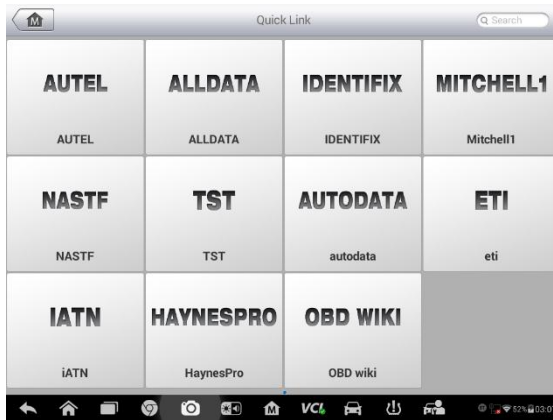 Quick Link
Search
AUTEL
ALLDATA
IDENTIFIX
MITCHELL1
AUTEL
ALLDATA
IDENTIFIX
Mitchell1
NASTF
TST
AUTODATA
ETI
NASTF
TST
autodata
eti
IATN
HAYNESPRO
OBD WIKI
iATN
HaynesPro
OBD wiki
M
VCI
52%